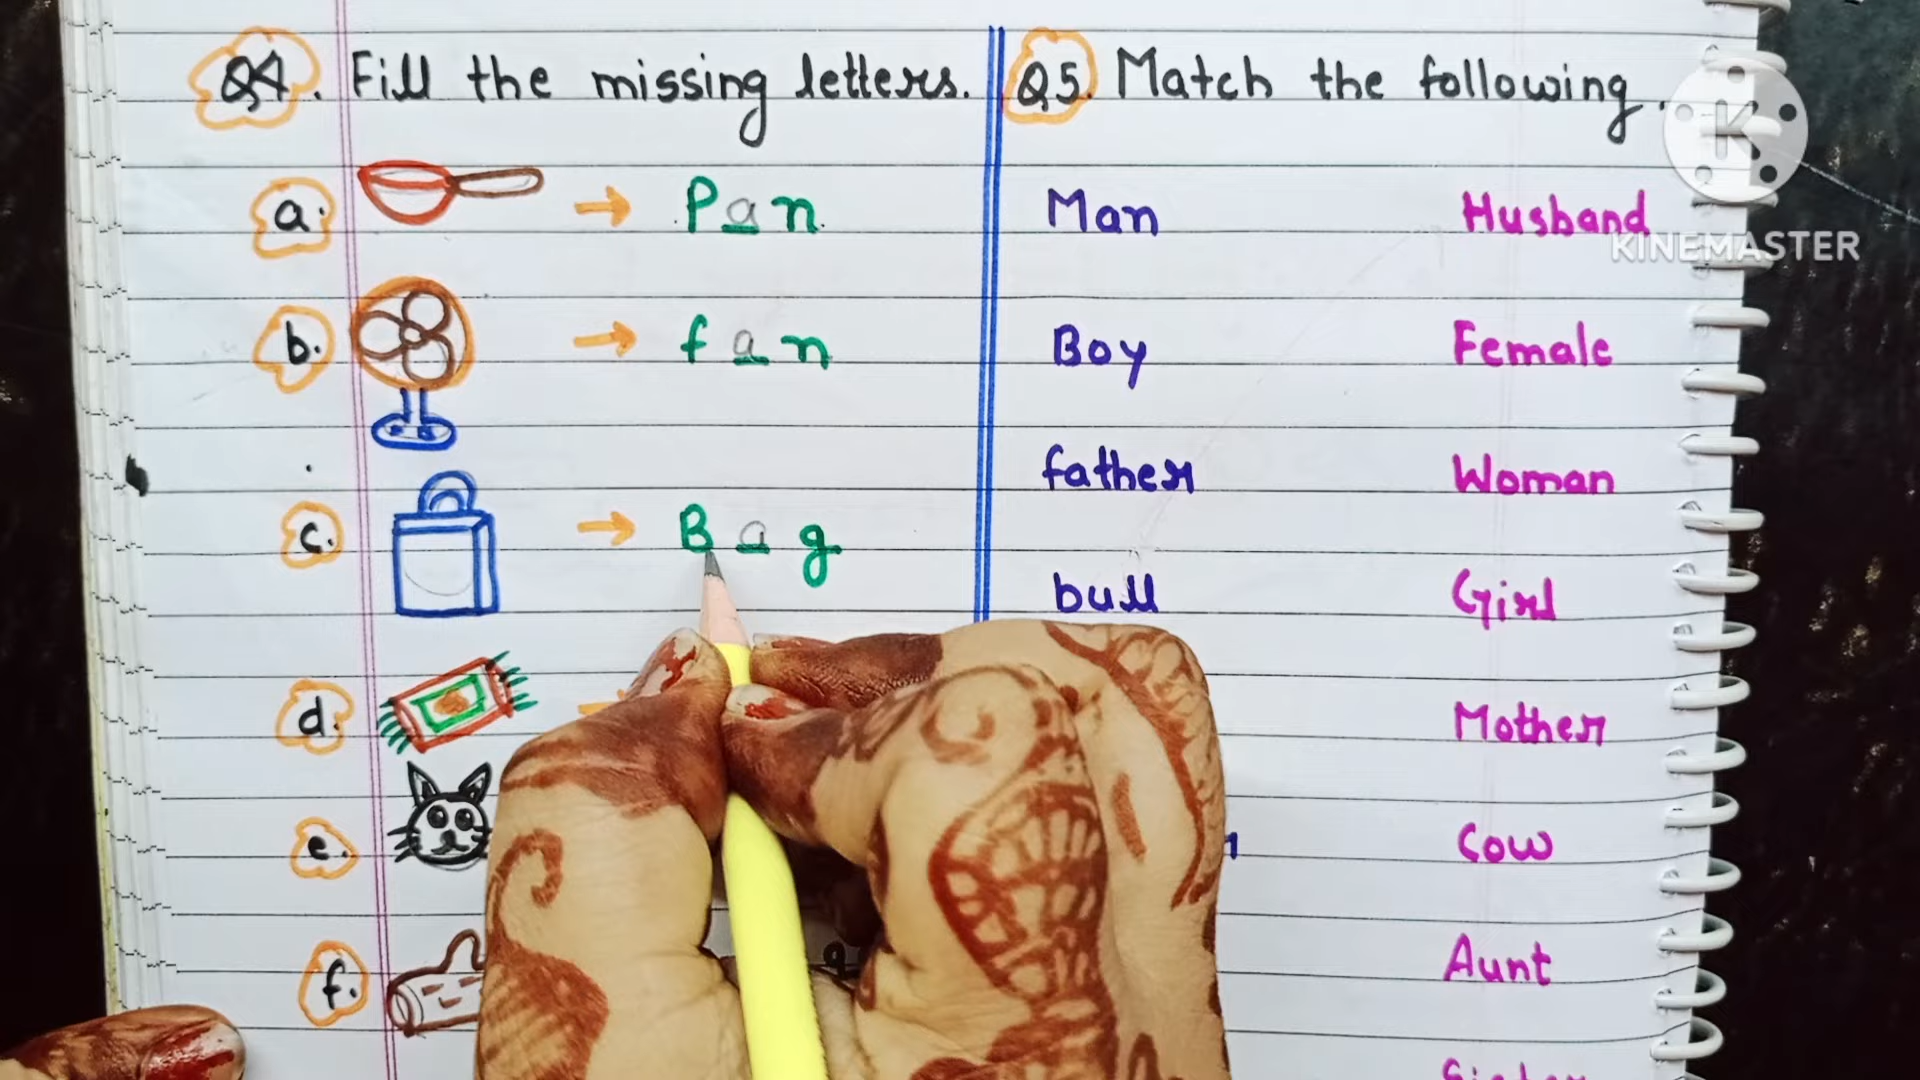 Q4. Fill the missing letters.
a. → Pan
b. → fan
c. → Bag
d.
e.
f.
Q5. Match the following.
Man Husband
Boy Female
father Woman
bull Girl
Mother
Cow
Aunt
K
KINEMASTER